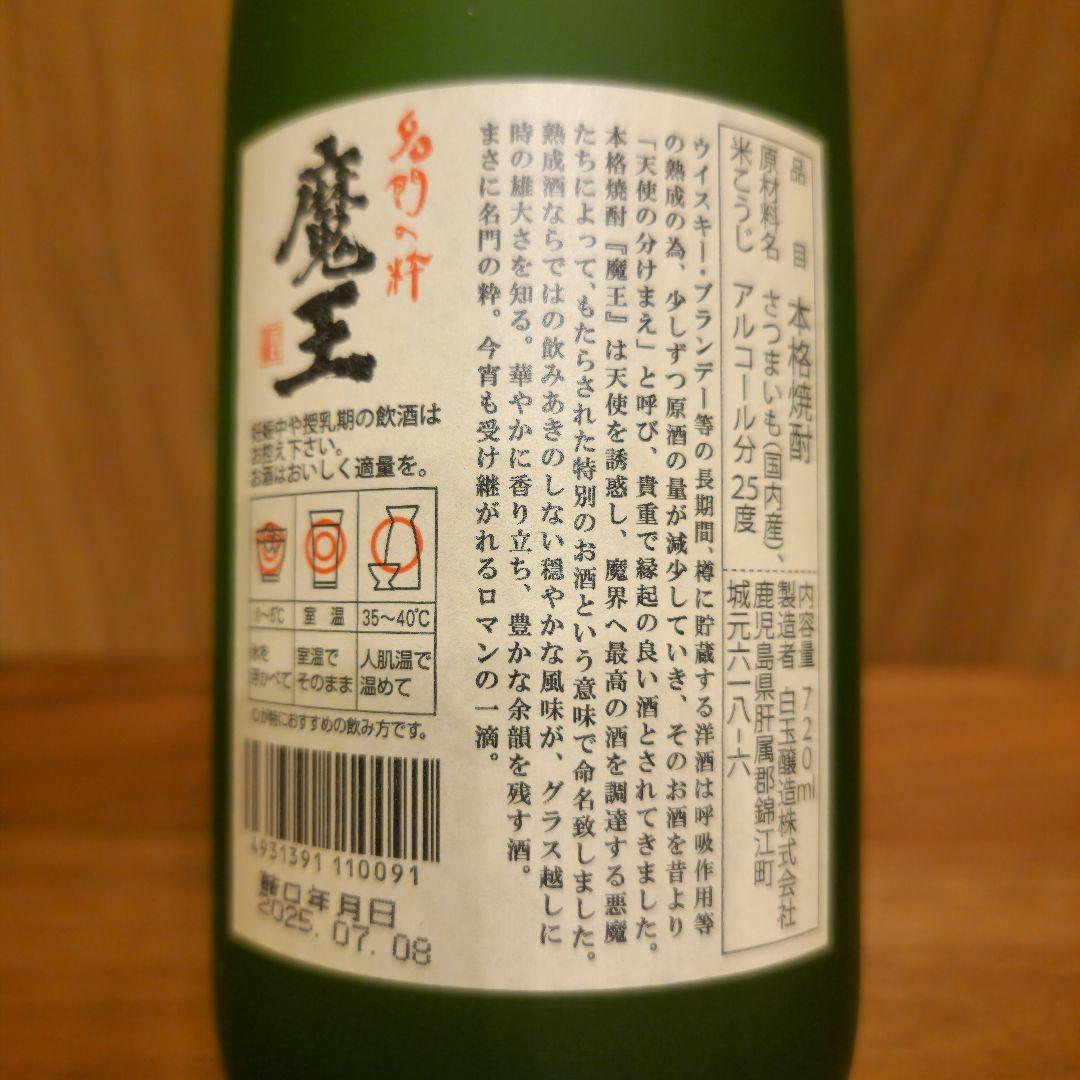 品目 本格焼酎
原材料名 さつまいも(国内産)、
米こうじ アルコール分25度
内容量 720ml
製造者 白玉醸造株式会社
鹿児島県肝属郡錦江町
城元六一八-六
ウイスキー・ブランデー等の長期間、樽に貯蔵する洋酒は呼吸作用等
の熟成の為、少しずつ原酒の量が減少していき、そのお酒を昔より
「天使の分けまえ」と呼び、貴重で縁起の良い酒とされてきました。
本格焼酎『魔王』は天使を誘惑し、魔界へ最高の酒を調達する悪魔
たちによって、もたらされた特別のお酒という意味で命名致しました。
熟成酒ならではの飲みあきのしない穏やかな風味が、グラス越しに
時の雄大さを知る。華やかに香り立ち、豊かな余韻を残す酒。
まさに名門の粋。今宵も受け継がれるロマンの一滴。
名門の粋
魔王
妊娠中や授乳期の飲酒は
お控え下さい。
お酒はおいしく適量を。
0〜5℃ 室温 35〜40℃
氷を 室温で 人肌温で
浮かべて そのまま 温めて
◎が特におすすめの飲み方です。
4931391 110091
詰口年月日
2025.07.08